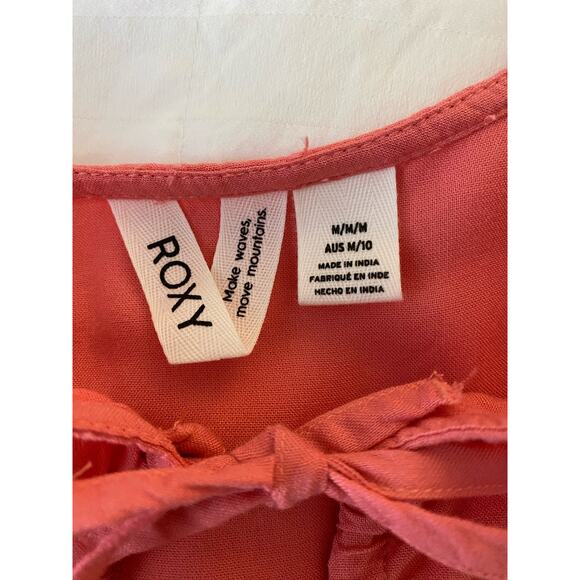 ROXY
Make waves,
move mountains.
M/M/M
AUS M/10
MADE IN INDIA
FABRIQUÉ EN INDE
HECHO EN INDIA